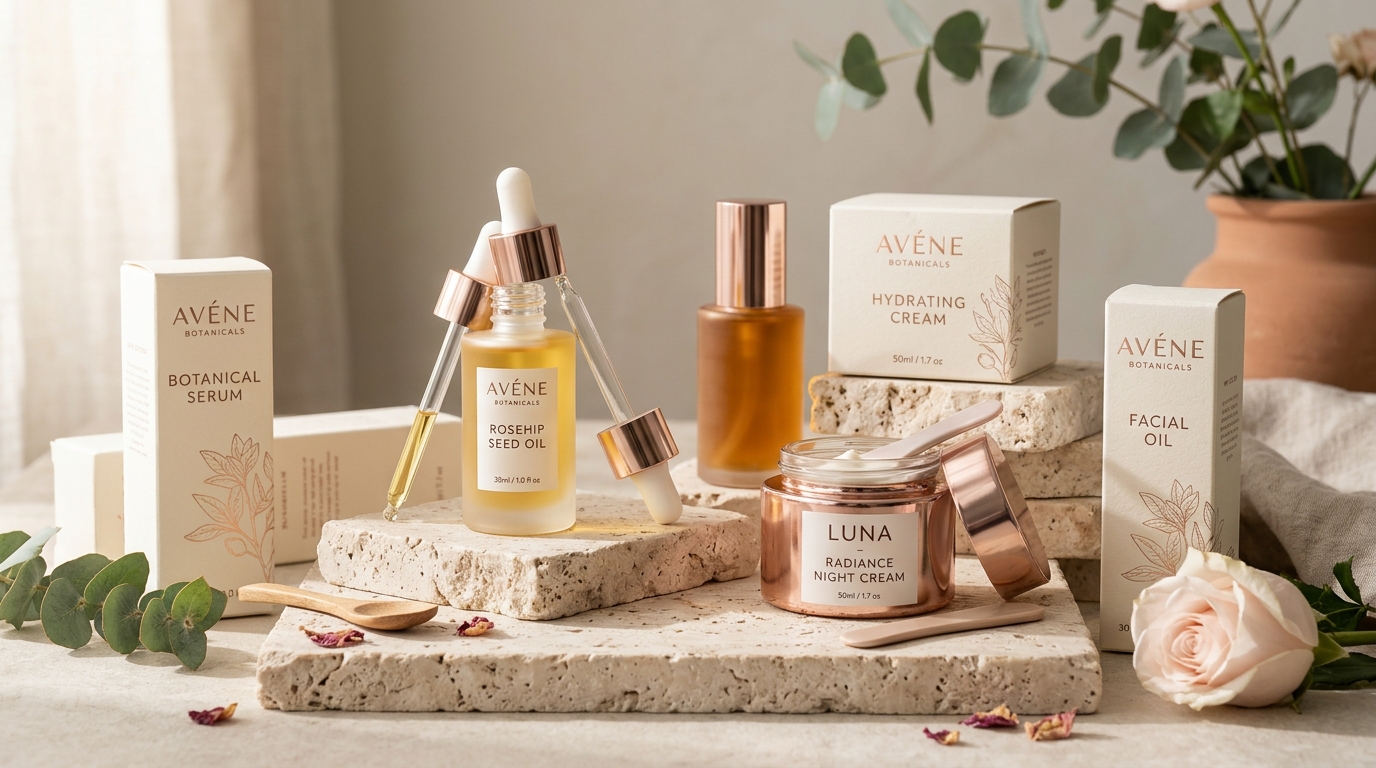 AVÉNE
BOTANICALS
BOTANICAL
SERUM
AVÉNE
BOTANICALS
ROSEHIP
SEED OIL
30ml / 1.0 fl oz
AVÉNE
BOTANICALS
HYDRATING
CREAM
50ml / 1.7 oz
LUNA
–
RADIANCE
NIGHT CREAM
50ml / 1.7 oz
AVÉNE
BOTANICALS
FACIAL
OIL
30